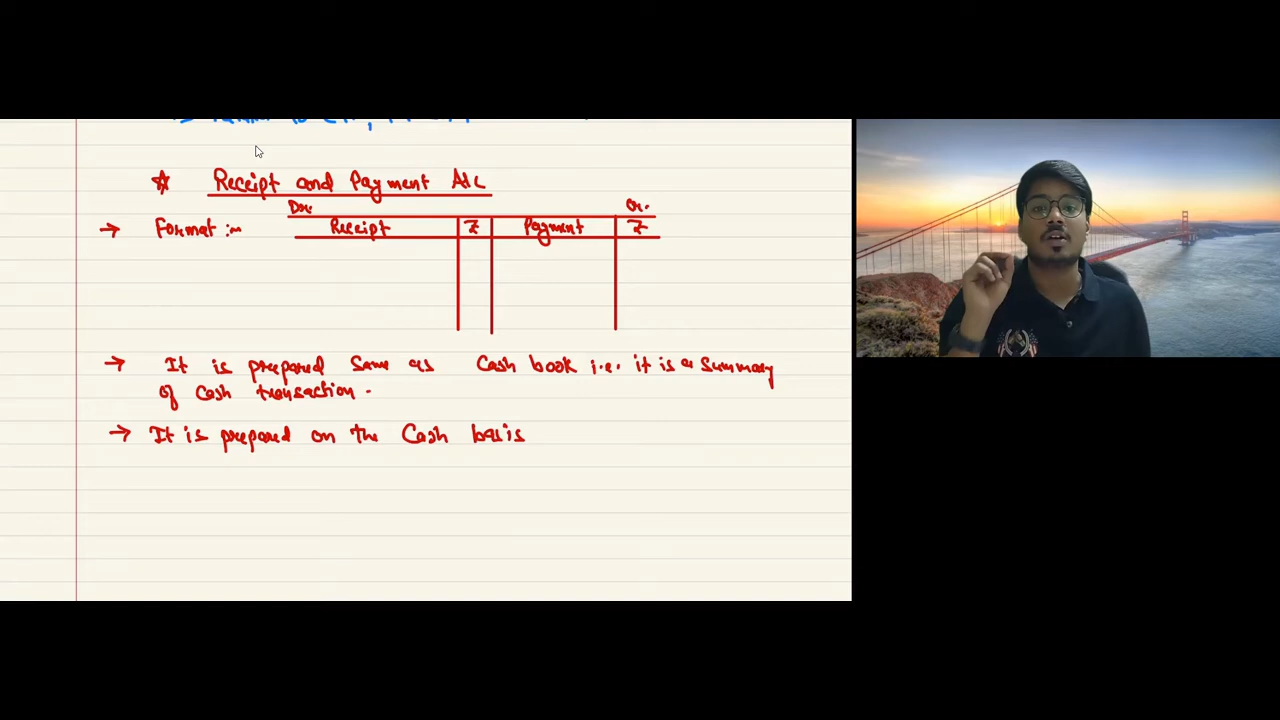 ☆ Receipt and Payment A/c
Dr. Cr.
→ Format :- Receipt ₹ Payment ₹
→ It is prepared same as Cash book i.e. it is a summary
of Cash transaction.
→ It is prepared on the Cash basis